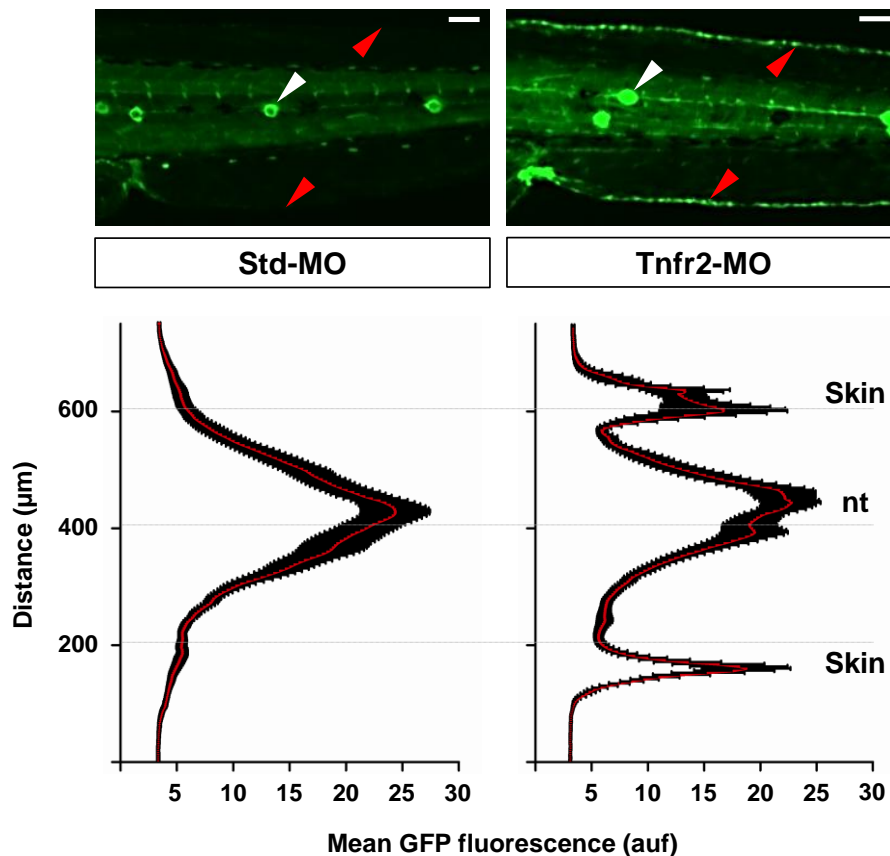 Std-MO
Tnfr2-MO
Distance (µm)
600
400
200
5 10 15 20 25 30
5 10 15 20 25 30
Skin
nt
Skin
Mean GFP fluorescence (auf)